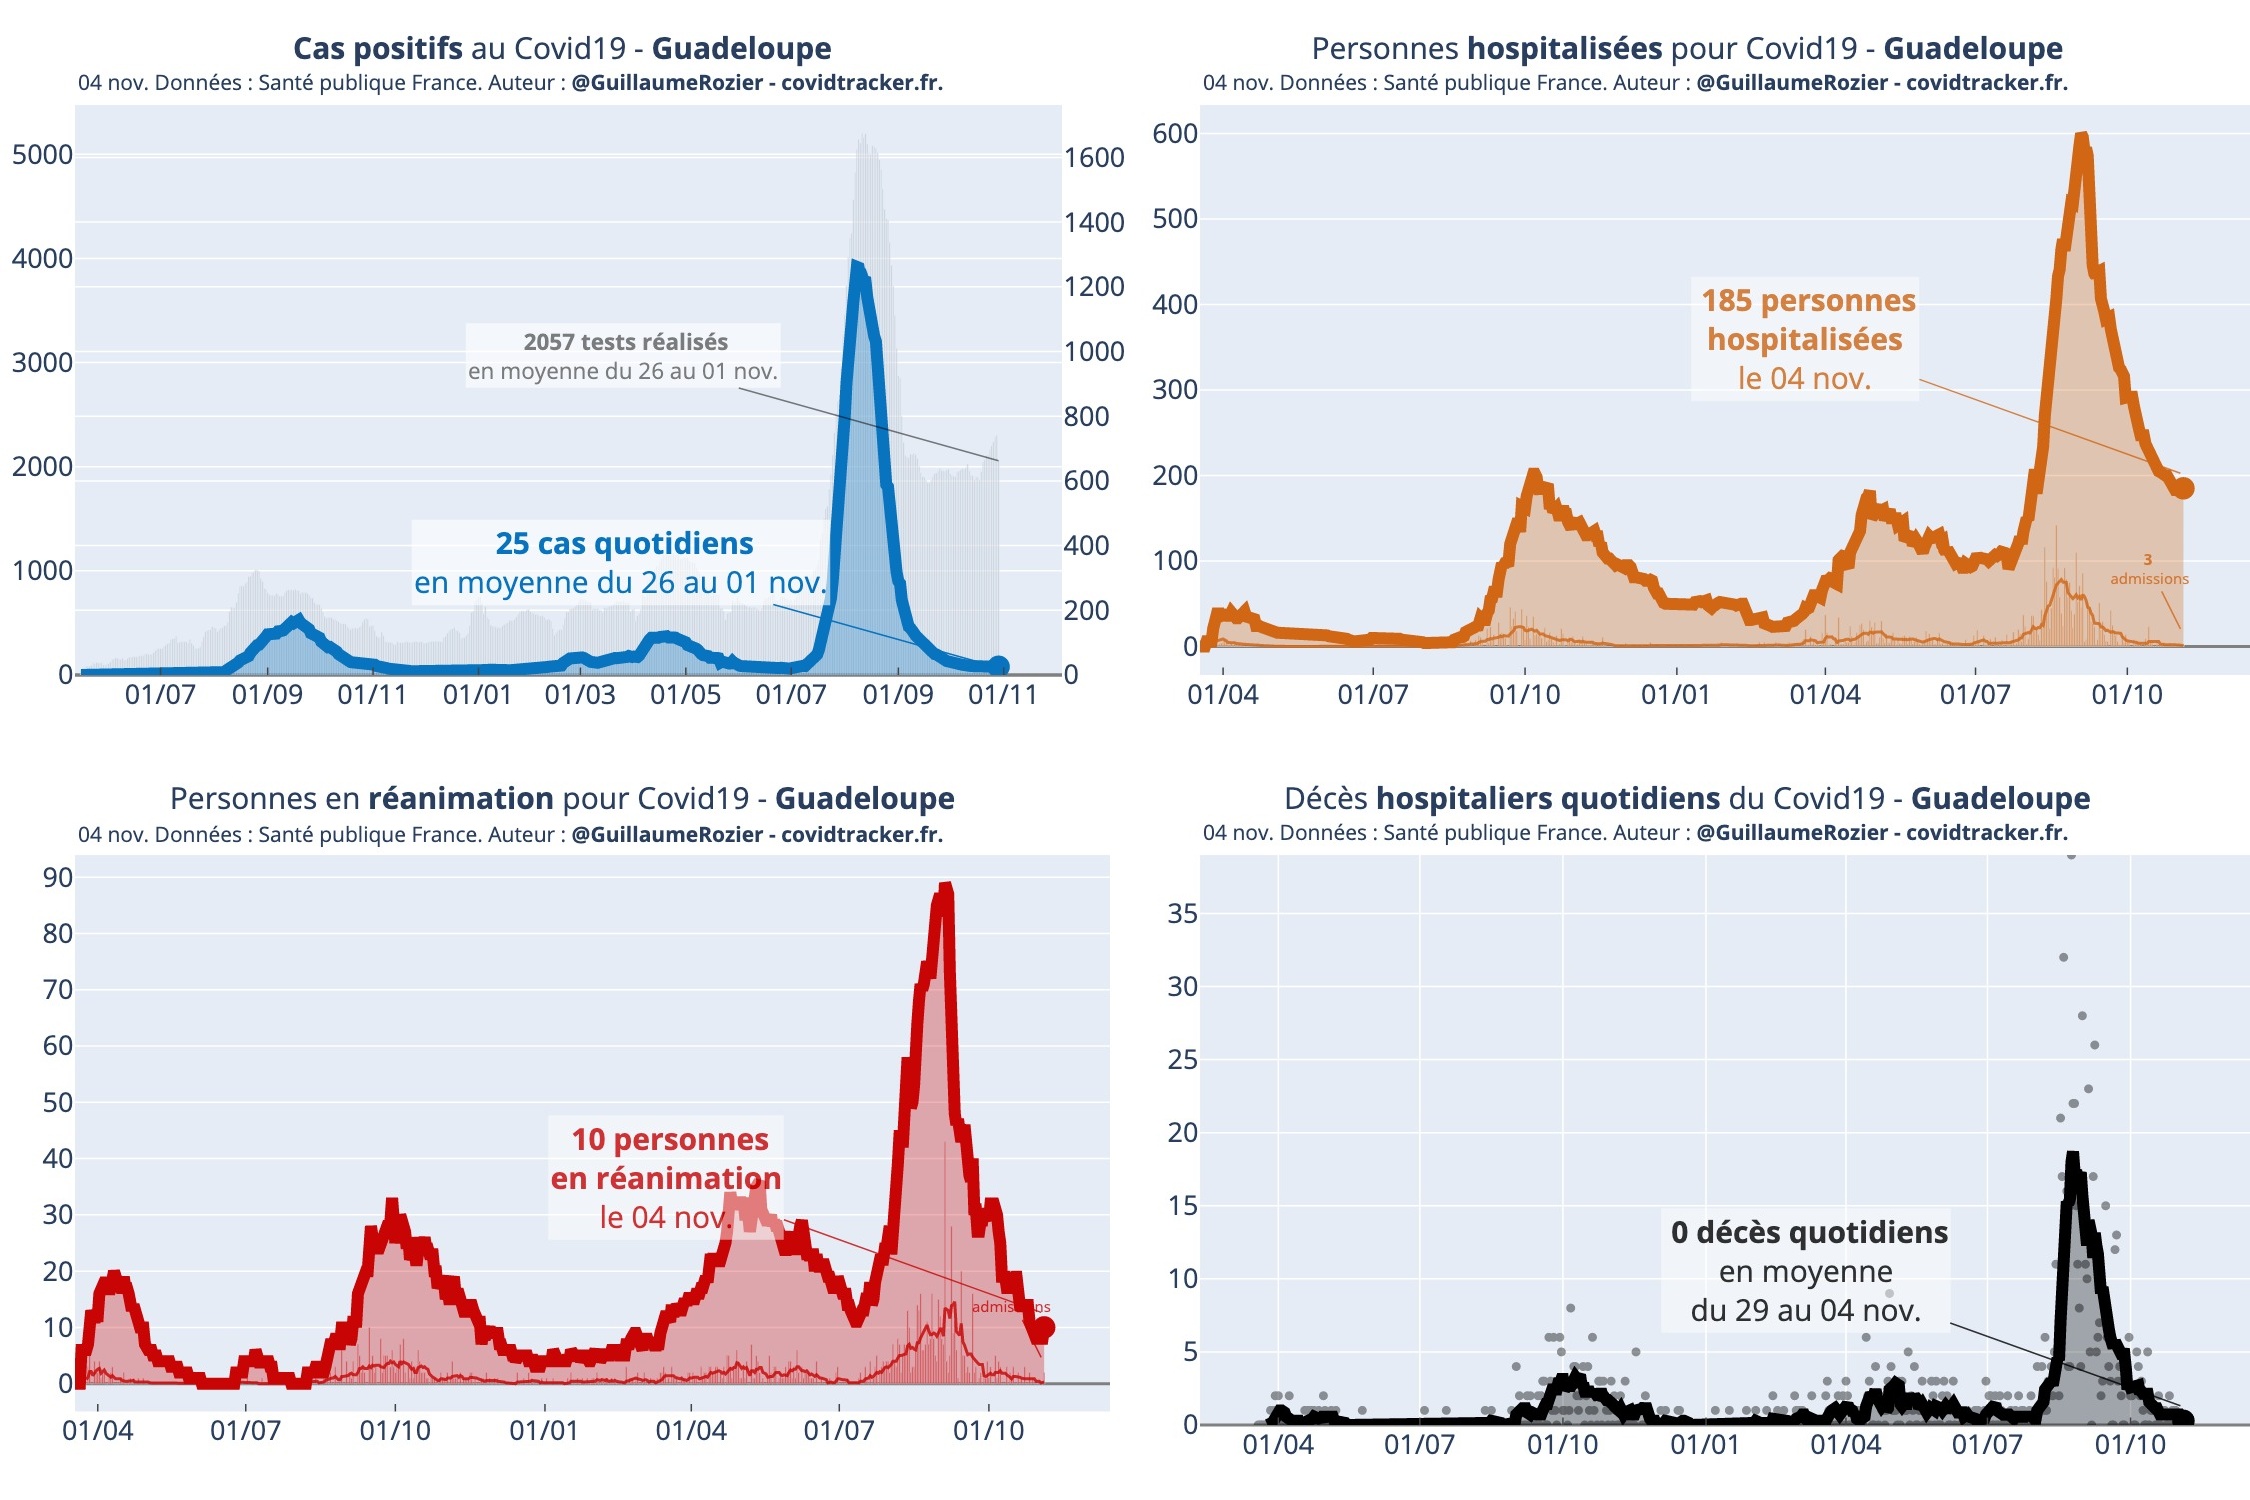 Cas positifs au Covid19 - Guadeloupe
04 nov. Données : Santé publique France. Auteur : @GuillaumeRozier - covidtracker.fr.
5000
4000
3000
2000
1000
0
1600
1400
1200
1000
800
600
400
200
0
2057 tests réalisés
en moyenne du 26 au 01 nov.
25 cas quotidiens
en moyenne du 26 au 01 nov.
01/07 01/09 01/11 01/01 01/03 01/05 01/07 01/09 01/11
Personnes hospitalisées pour Covid19 - Guadeloupe
04 nov. Données : Santé publique France. Auteur : @GuillaumeRozier - covidtracker.fr.
600
500
400
300
200
100
0
185 personnes
hospitalisées
le 04 nov.
3
admissions
01/04 01/07 01/10 01/01 01/04 01/07 01/10
Personnes en réanimation pour Covid19 - Guadeloupe
04 nov. Données : Santé publique France. Auteur : @GuillaumeRozier - covidtracker.fr.
90
80
70
60
50
40
30
20
10
0
10 personnes
en réanimation
le 04 nov.
admissions
01/04 01/07 01/10 01/01 01/04 01/07 01/10
Décès hospitaliers quotidiens du Covid19 - Guadeloupe
04 nov. Données : Santé publique France. Auteur : @GuillaumeRozier - covidtracker.fr.
35
30
25
20
15
10
5
0
0 décès quotidiens
en moyenne
du 29 au 04 nov.
01/04 01/07 01/10 01/01 01/04 01/07 01/10